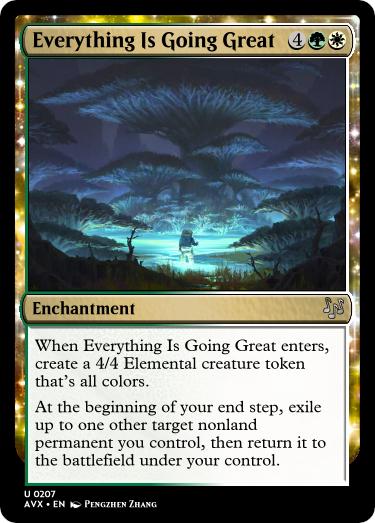 Everything Is Going Great 4
Enchantment
When Everything Is Going Great enters,
create a 4/4 Elemental creature token
that's all colors.
At the beginning of your end step, exile
up to one other target nonland
permanent you control, then return it to
the battlefield under your control.
U 0207
AVX • EN Pengzhen Zhang